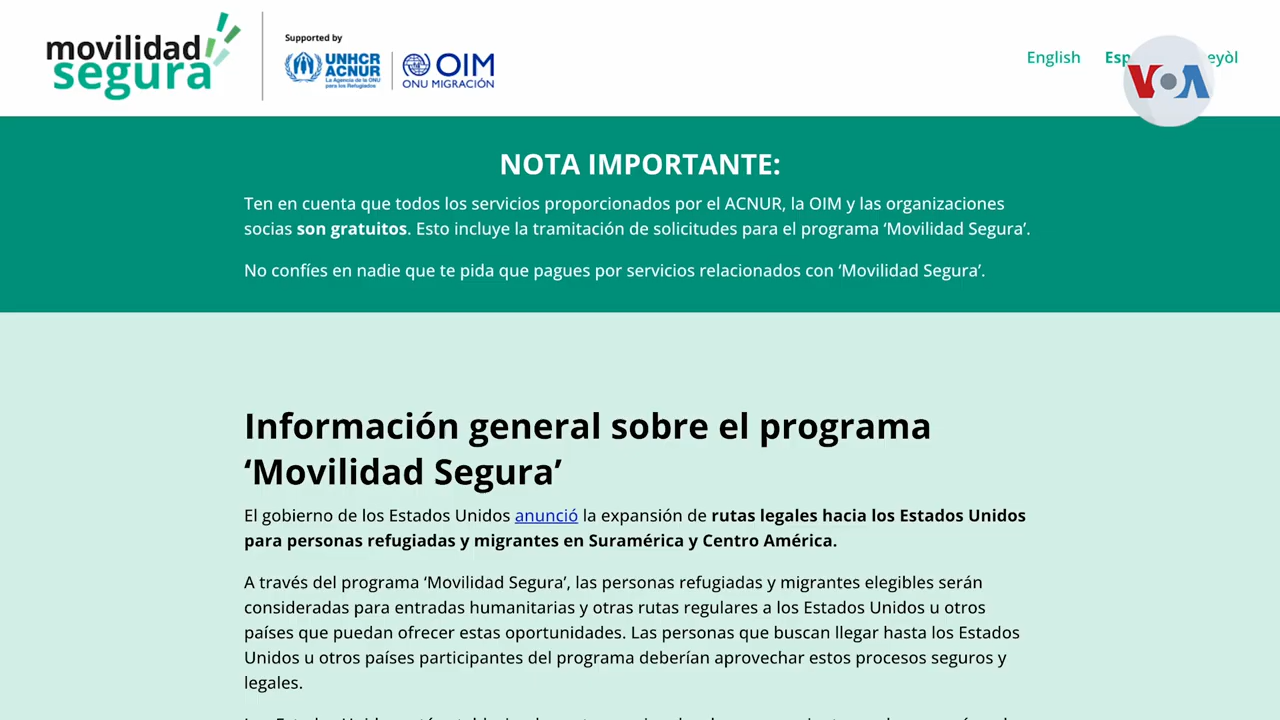 movilidad
segura
Supported by
UNHCR
ACNUR
La Agencia de la ONU
para los Refugiados
OIM
ONU MIGRACIÓN
English
VOA
NOTA IMPORTANTE:
Ten en cuenta que todos los servicios proporcionados por el ACNUR, la OIM y las organizaciones
socias son gratuitos. Esto incluye la tramitación de solicitudes para el programa ‘Movilidad Segura’.
No confíes en nadie que te pida que pagues por servicios relacionados con ‘Movilidad Segura’.
Información general sobre el programa
‘Movilidad Segura’
El gobierno de los Estados Unidos anunció la expansión de rutas legales hacia los Estados Unidos
para personas refugiadas y migrantes en Suramérica y Centro América.
A través del programa ‘Movilidad Segura’, las personas refugiadas y migrantes elegibles serán
consideradas para entradas humanitarias y otras rutas regulares a los Estados Unidos u otros
países que puedan ofrecer estas oportunidades. Las personas que buscan llegar hasta los Estados
Unidos u otros países participantes del programa deberían aprovechar estos procesos seguros y
legales.